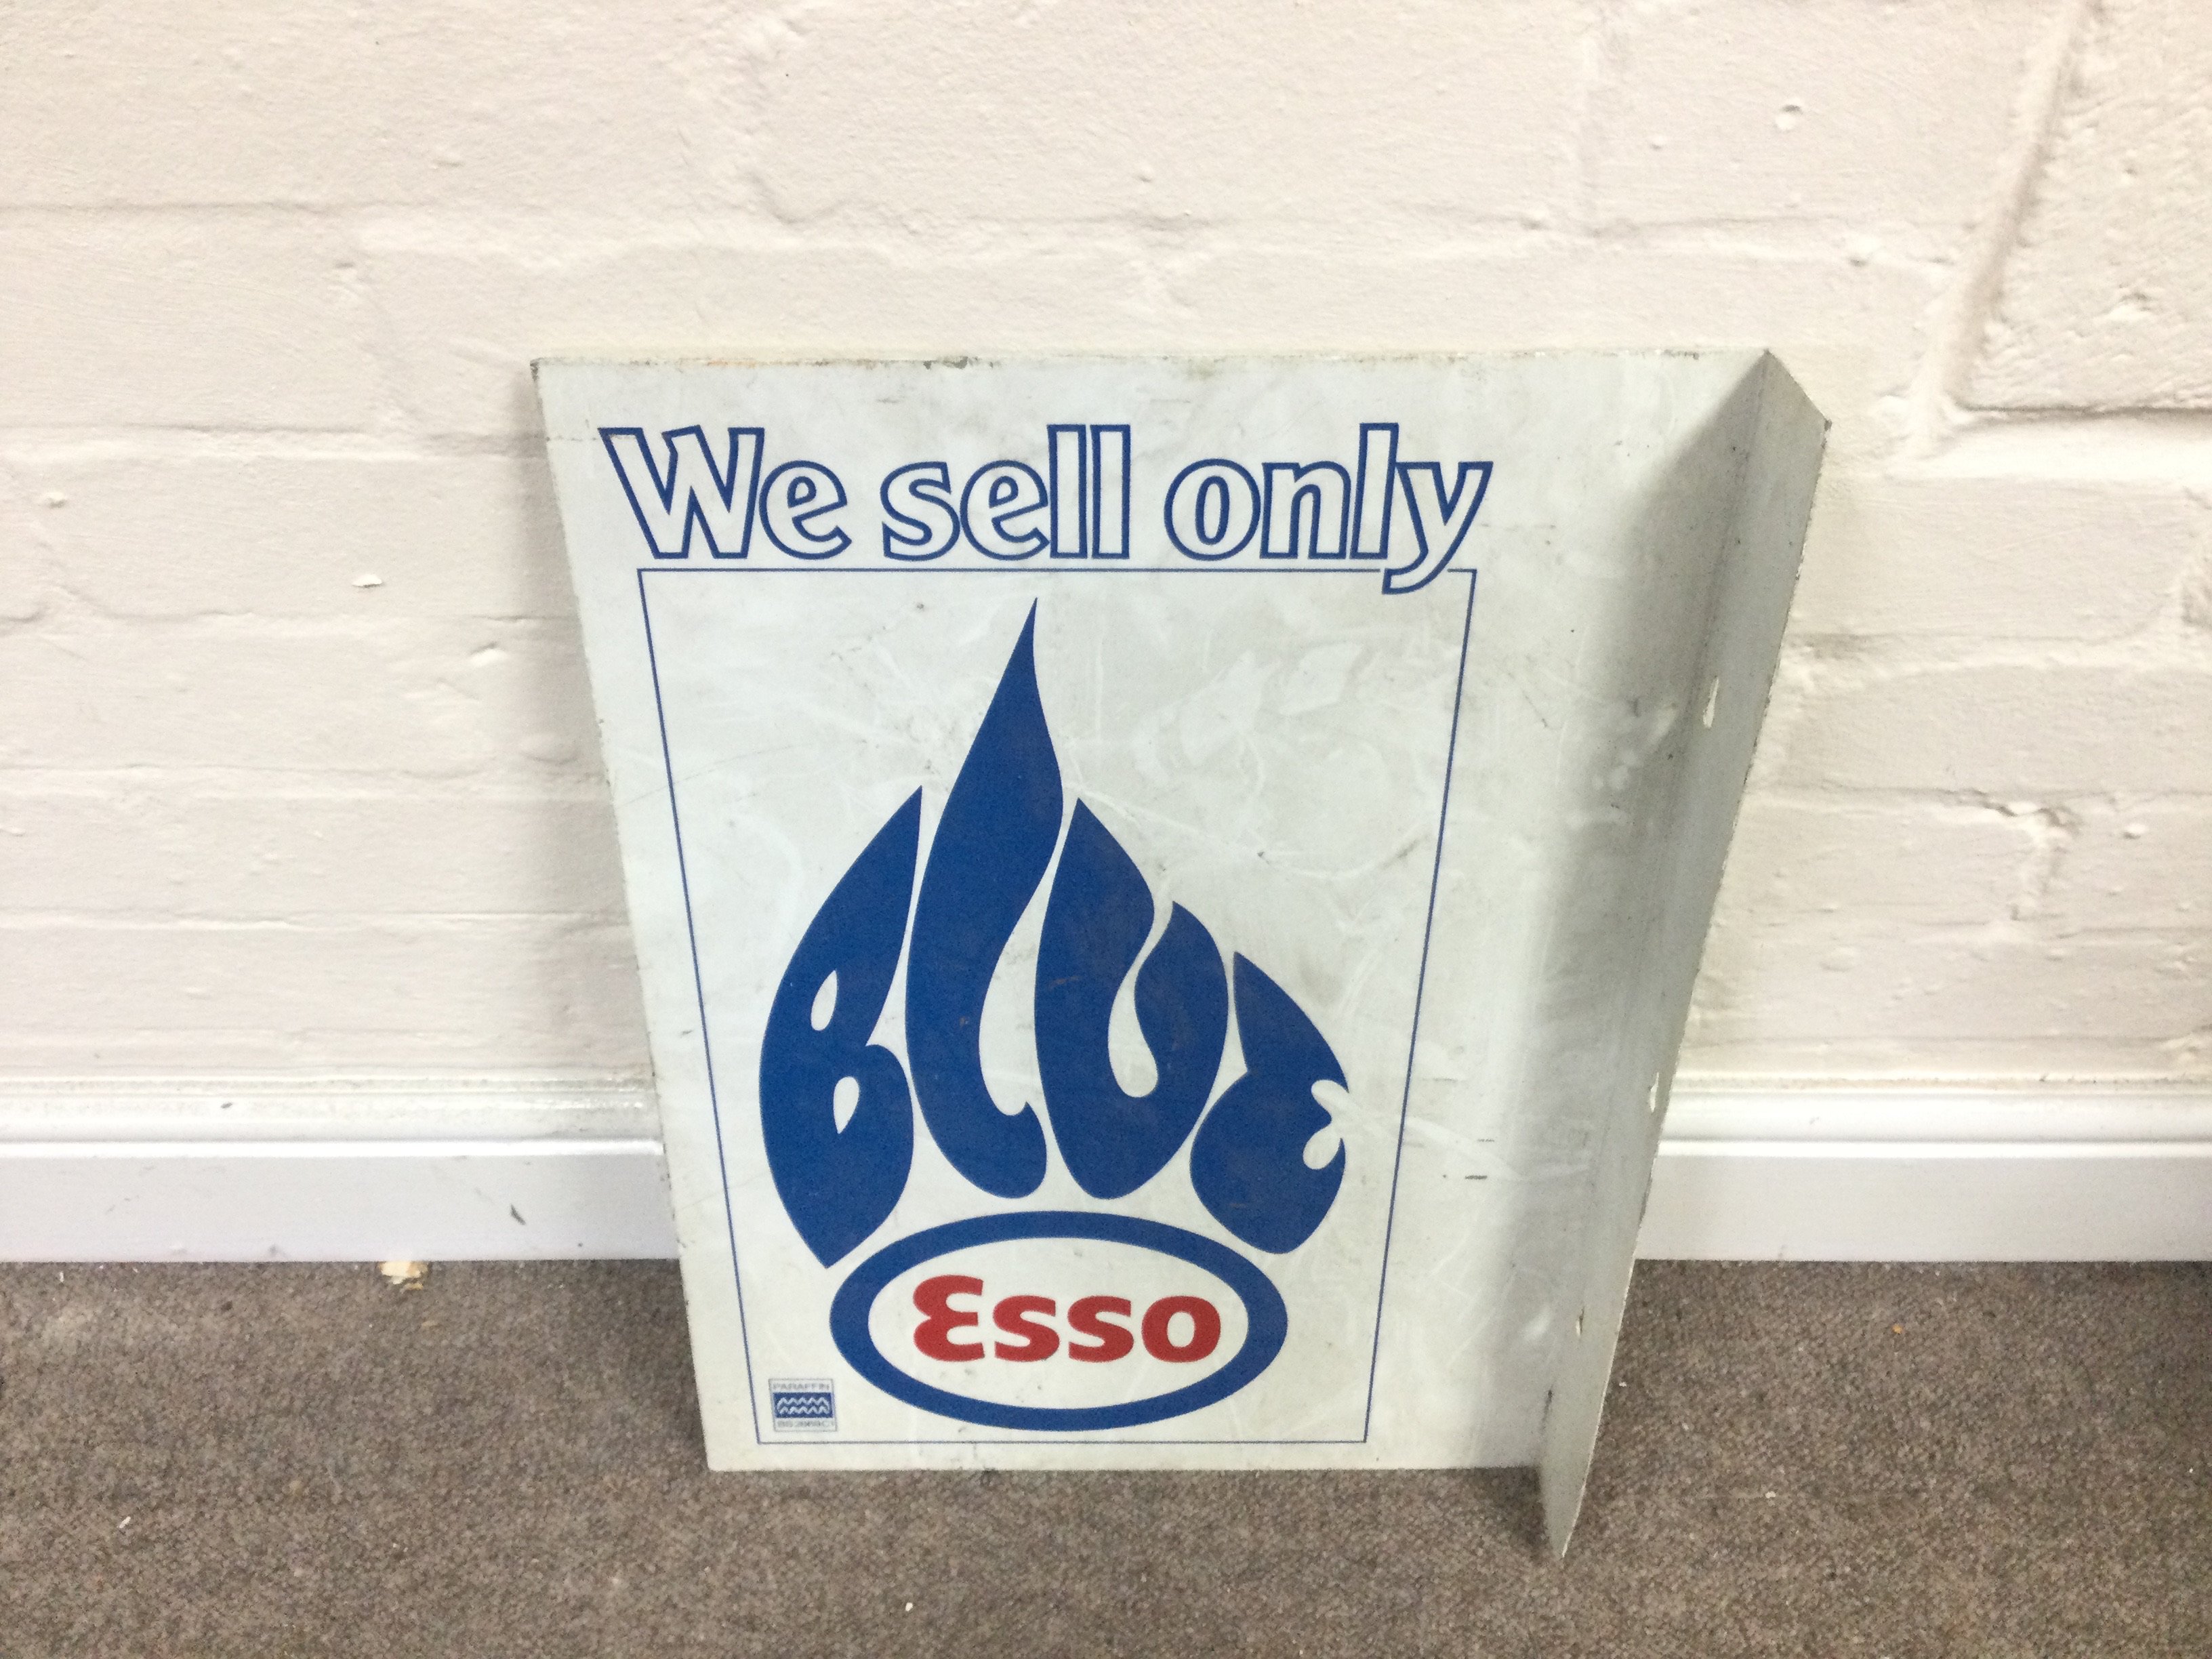 We sell only
BLUE
Esso
PARAFFIN